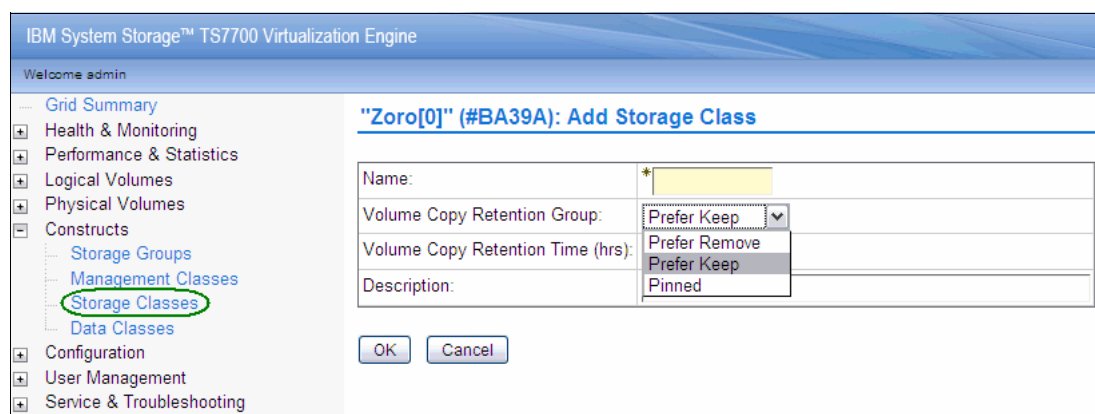 IBM System Storage™ TS7700 Virtualization Engine
Welcome admin
Grid Summary
Health & Monitoring
Performance & Statistics
Logical Volumes
Physical Volumes
Constructs
Storage Groups
Management Classes
Storage Classes
Data Classes
Configuration
User Management
Service & Troubleshooting
"Zoro[0]" (#BA39A): Add Storage Class
Name: *
Volume Copy Retention Group: Prefer Keep
Prefer Remove
Volume Copy Retention Time (hrs):
Prefer Keep
Pinned
Description:
OK Cancel